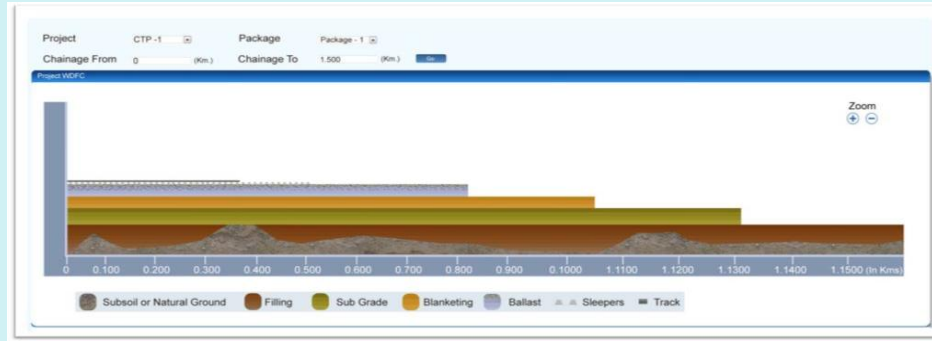 Project CTP -1 Package Package - 1
Chainage From 0 (Km.) Chainage To 1.500 (Km.) Go
Project WDFC
Zoom
0 0.100 0.200 0.300 0.400 0.500 0.600 0.700 0.800 0.900 0.1000 1.1100 1.1200 1.1300 1.1400 1.1500 (In Kms)
Subsoil or Natural Ground Filling Sub Grade Blanketing Ballast Sleepers Track